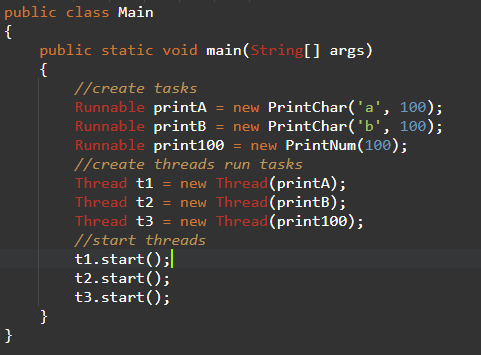 public class Main
{
    public static void main(String[] args)
    {
        //create tasks
        Runnable printA = new PrintChar('a', 100);
        Runnable printB = new PrintChar('b', 100);
        Runnable print100 = new PrintNum(100);
        //create threads run tasks
        Thread t1 = new Thread(printA);
        Thread t2 = new Thread(printB);
        Thread t3 = new Thread(print100);
        //start threads
        t1.start();
        t2.start();
        t3.start();
    }
}